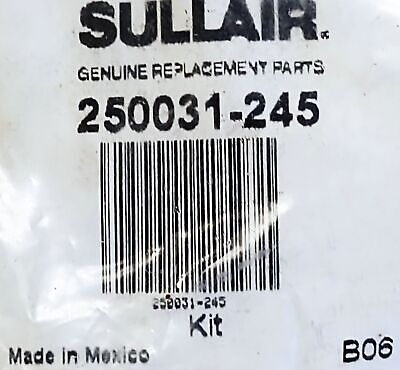 SULLAIR®
GENUINE REPLACEMENT PARTS
250031-245
250031-245
Kit
Made in Mexico
B06